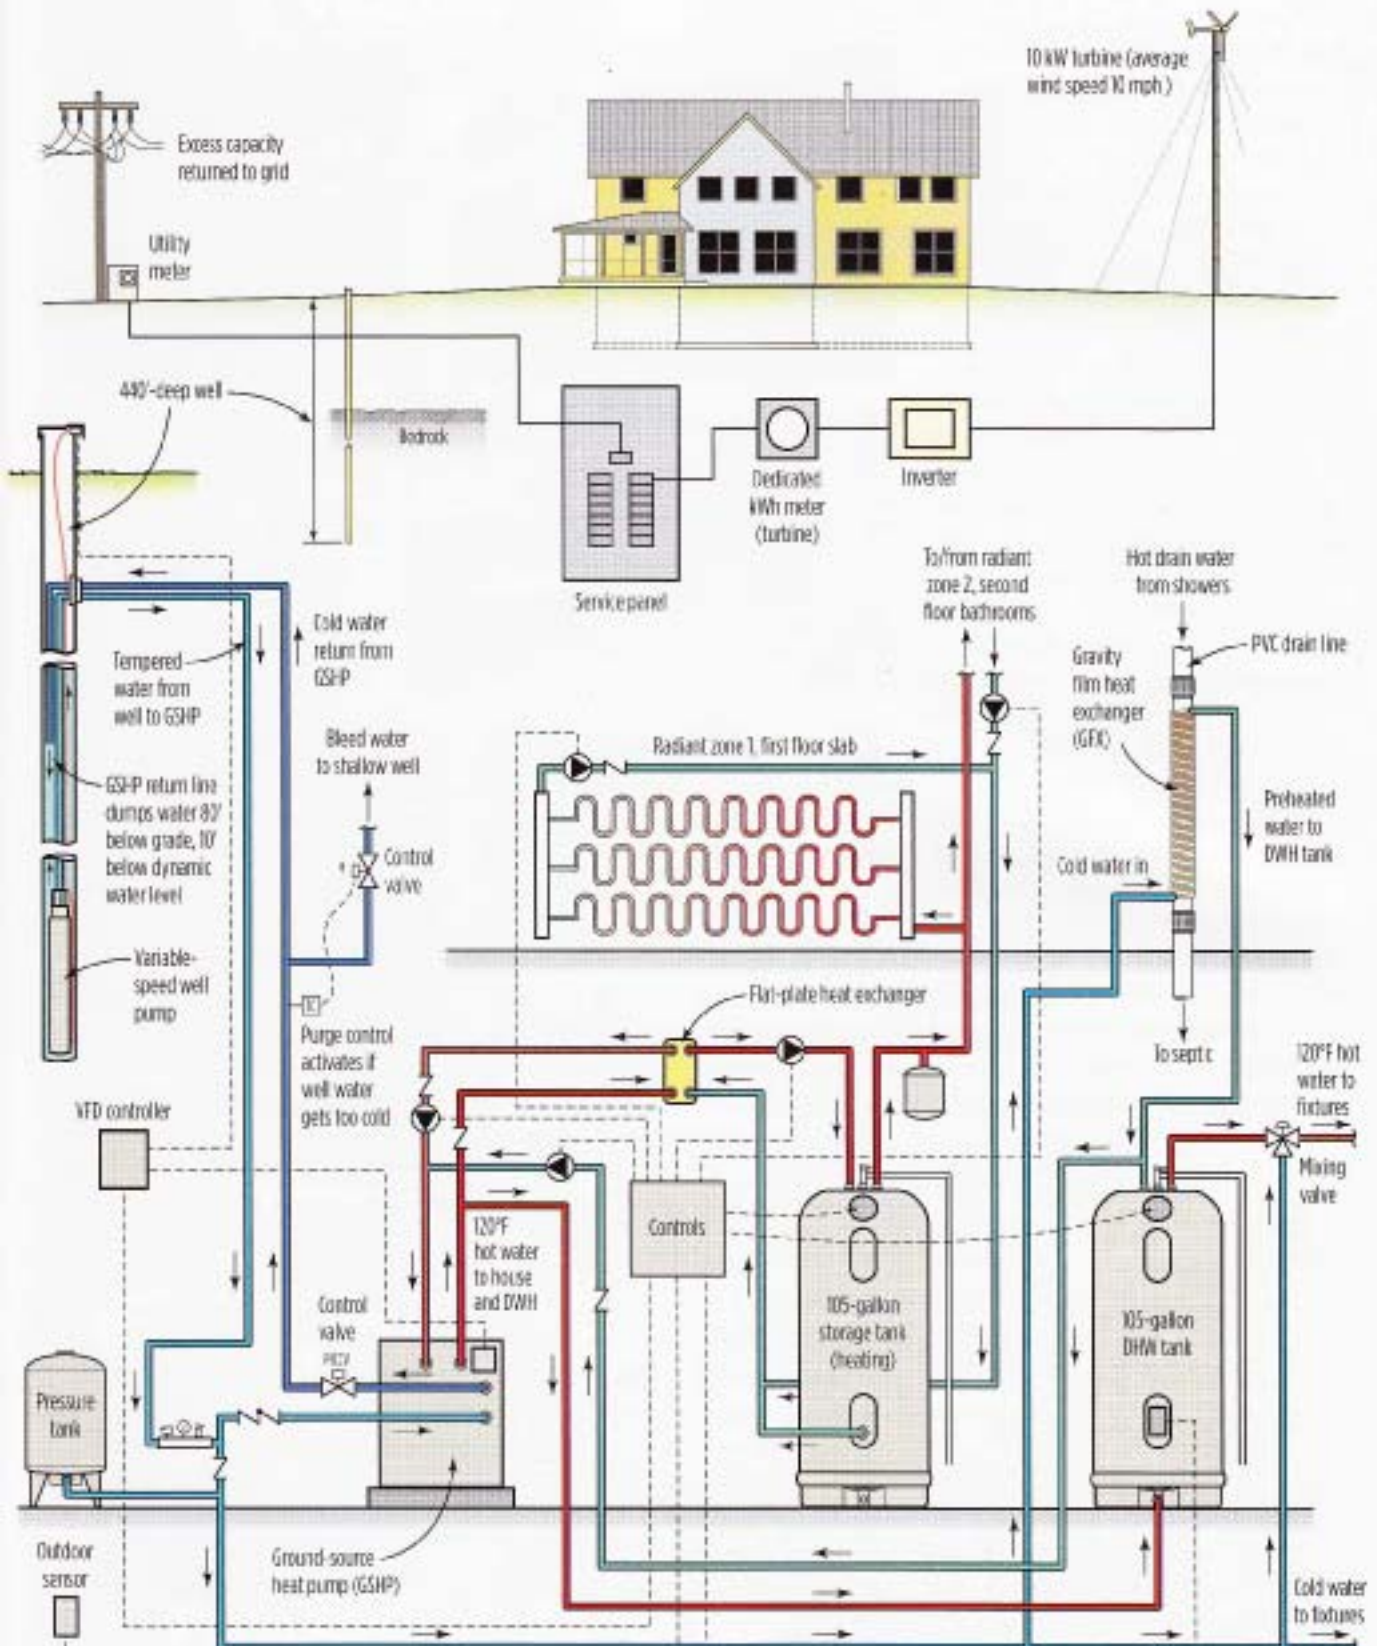 10 kW turbine (average
wind speed 10 mph)
Excess capacity
returned to grid
Utility
meter
440'-deep well
Bedrock
Service panel
Dedicated
kWh meter
(turbine)
Inverter
To/from radiant
zone 2, second
floor bathrooms
Hot drain water
from showers
PVC drain line
Gravity
film heat
exchanger
(GFX)
Cold water
return from
GSHP
Tempered
water from
well to GSHP
Bleed water
to shallow well
Radiant zone 1, first floor slab
GSHP return line
dumps water 80'
below grade, 10'
below dynamic
water level
Control
valve
Preheated
water to
DWH tank
Cold water in
Variable-
speed well
pump
Flat-plate heat exchanger
Purge control
activates if
well water
gets too cold
To septic
120°F hot
water to
fixtures
VFD controller
Mixing
valve
Controls
120°F
hot water
to house
and DWH
Control
valve
105-gallon
storage tank
(heating)
105-gallon
DHW tank
Pressure
tank
Ground-source
heat pump (GSHP)
Outdoor
sensor
Cold water
to fixtures